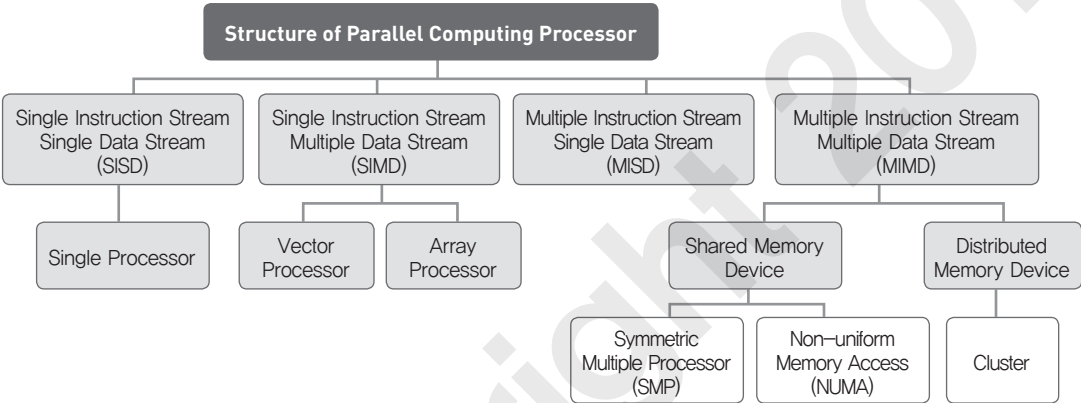 Structure of Parallel Computing Processor
Single Instruction Stream
Single Data Stream
(SISD)
Single Instruction Stream
Multiple Data Stream
(SIMD)
Multiple Instruction Stream
Single Data Stream
(MISD)
Multiple Instruction Stream
Multiple Data Stream
(MIMD)
Single Processor
Vector
Processor
Array
Processor
Shared Memory
Device
Distributed
Memory Device
Symmetric
Multiple Processor
(SMP)
Non-uniform
Memory Access
(NUMA)
Cluster